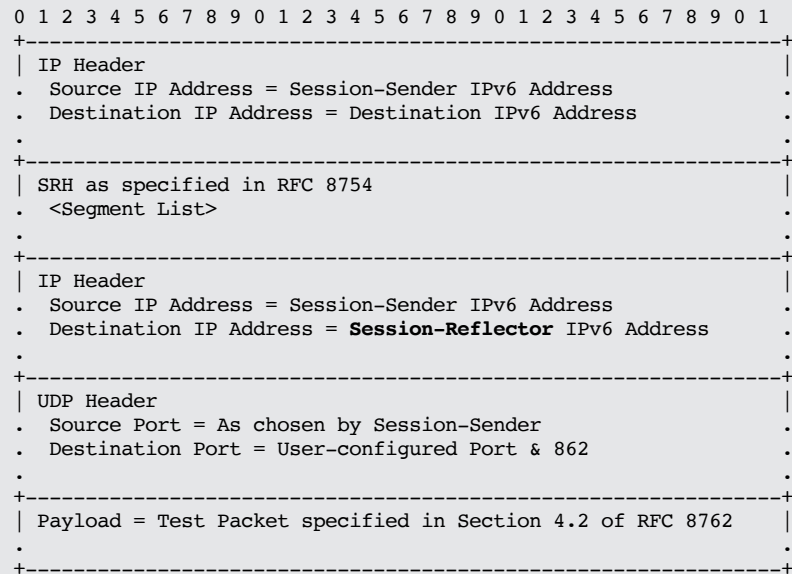 0 1 2 3 4 5 6 7 8 9 0 1 2 3 4 5 6 7 8 9 0 1 2 3 4 5 6 7 8 9 0 1
+---------------------------------------------------------------+
| IP Header                                                     |
.  Source IP Address = Session-Sender IPv6 Address              .
.  Destination IP Address = Destination IPv6 Address            .
.                                                               .
+---------------------------------------------------------------+
| SRH as specified in RFC 8754                                  |
.  <Segment List>                                               .
.                                                               .
+---------------------------------------------------------------+
| IP Header                                                     |
.  Source IP Address = Session-Sender IPv6 Address              .
.  Destination IP Address = Session-Reflector IPv6 Address      .
.                                                               .
+---------------------------------------------------------------+
| UDP Header                                                    |
.  Source Port = As chosen by Session-Sender                    .
.  Destination Port = User-configured Port & 862                .
.                                                               .
+---------------------------------------------------------------+
| Payload = Test Packet specified in Section 4.2 of RFC 8762    |
.                                                               .
+---------------------------------------------------------------+